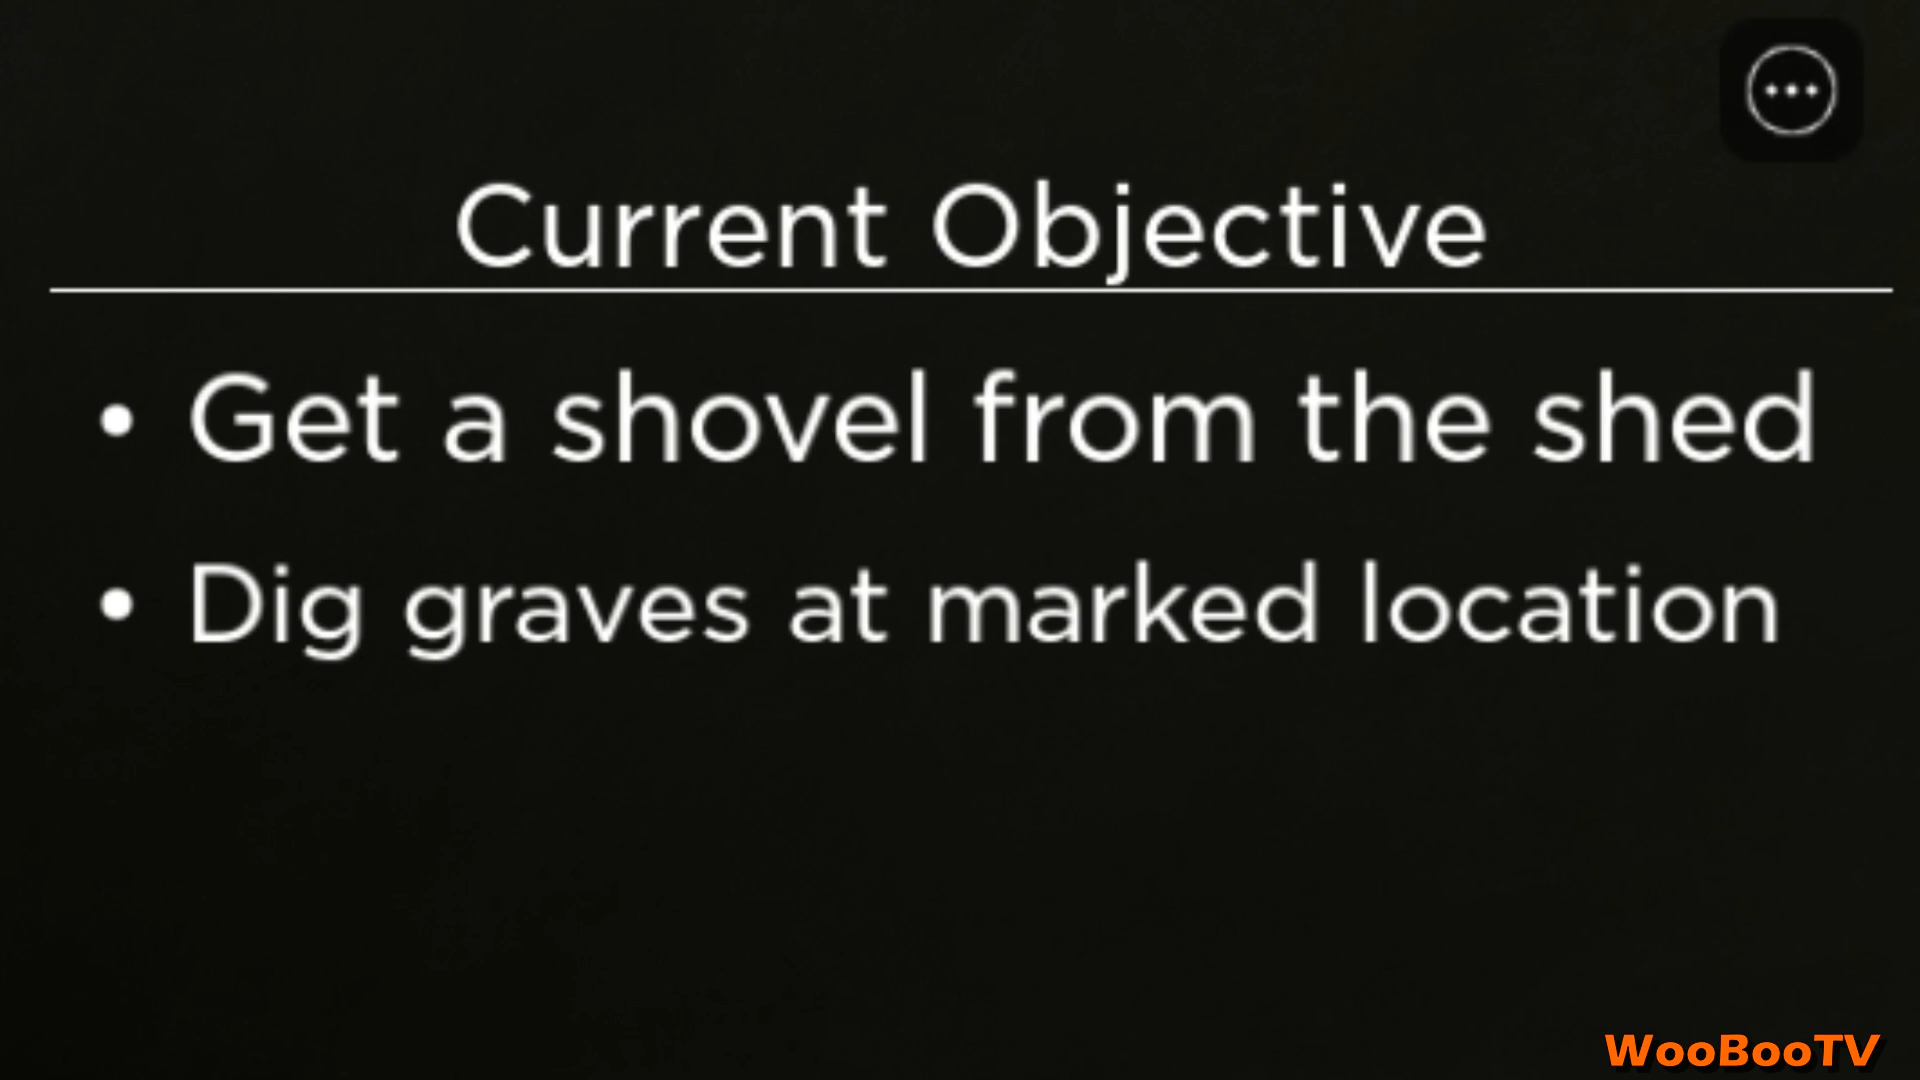 Current Objective
• Get a shovel from the shed
• Dig graves at marked location
WooBooTV